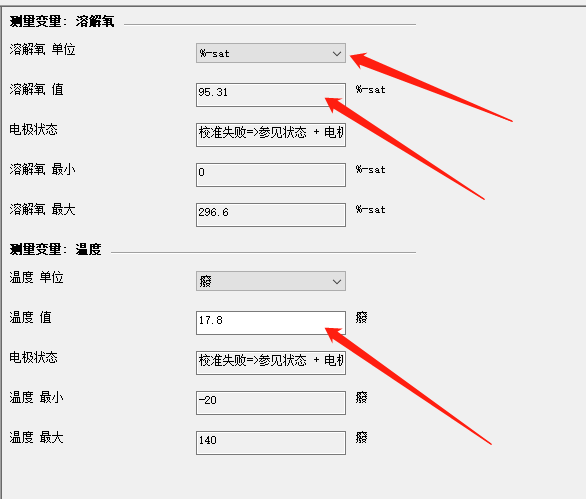 测量变量: 溶解氧
溶解氧 单位 %-sat
溶解氧 值 95.31 %-sat
电极状态 校准失败=>参见状态 + 电机
溶解氧 最小 0 %-sat
溶解氧 最大 296.6 %-sat
测量变量: 温度
温度 单位 癈
温度 值 17.8 癈
电极状态 校准失败=>参见状态 + 电机
温度 最小 -20 癈
温度 最大 140 癈